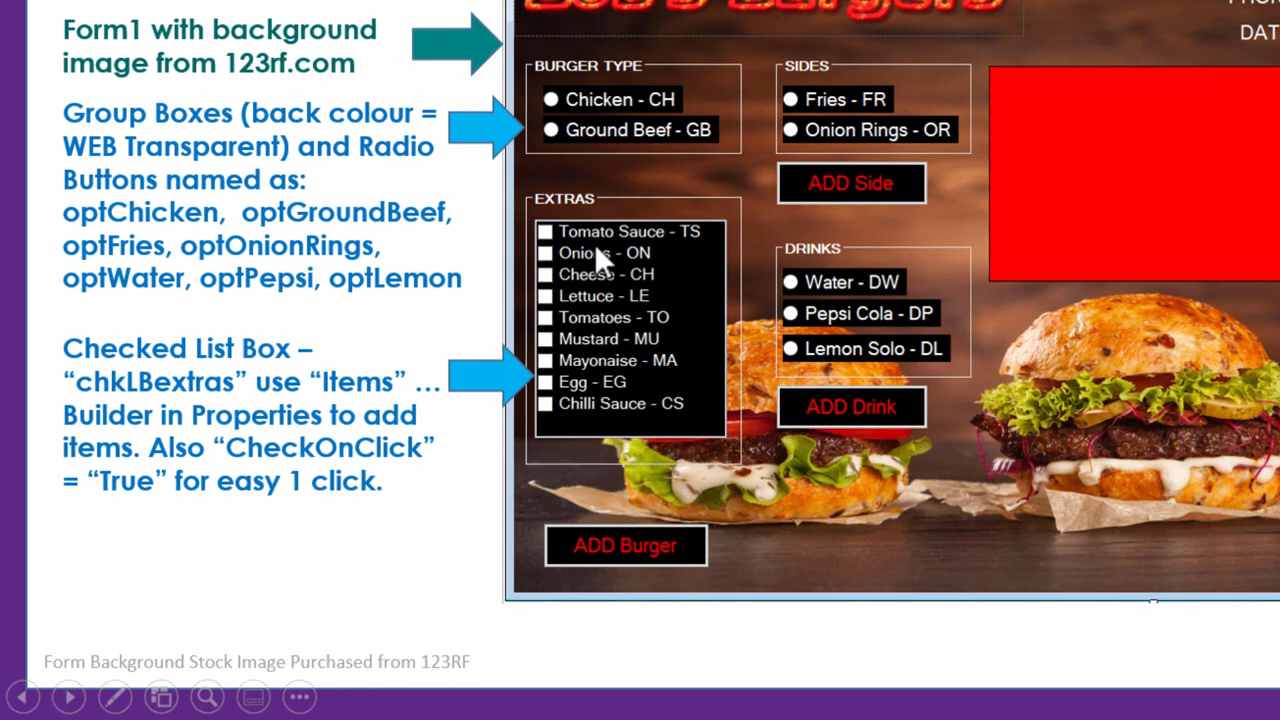 Form1 with background
image from 123rf.com
Group Boxes (back colour =
WEB Transparent) and Radio
Buttons named as:
optChicken,  optGroundBeef,
optFries, optOnionRings,
optWater, optPepsi, optLemon
Checked List Box –
“chkLBextras” use “Items” …
Builder in Properties to add
items. Also “CheckOnClick”
= “True” for easy 1 click.
BURGER TYPE
Chicken - CH
Ground Beef - GB
EXTRAS
Tomato Sauce - TS
Onions - ON
Cheese - CH
Lettuce - LE
Tomatoes - TO
Mustard - MU
Mayonaise - MA
Egg - EG
Chilli Sauce - CS
ADD Burger
SIDES
Fries - FR
Onion Rings - OR
ADD Side
DRINKS
Water - DW
Pepsi Cola - DP
Lemon Solo - DL
ADD Drink
DAT
Form Background Stock Image Purchased from 123RF